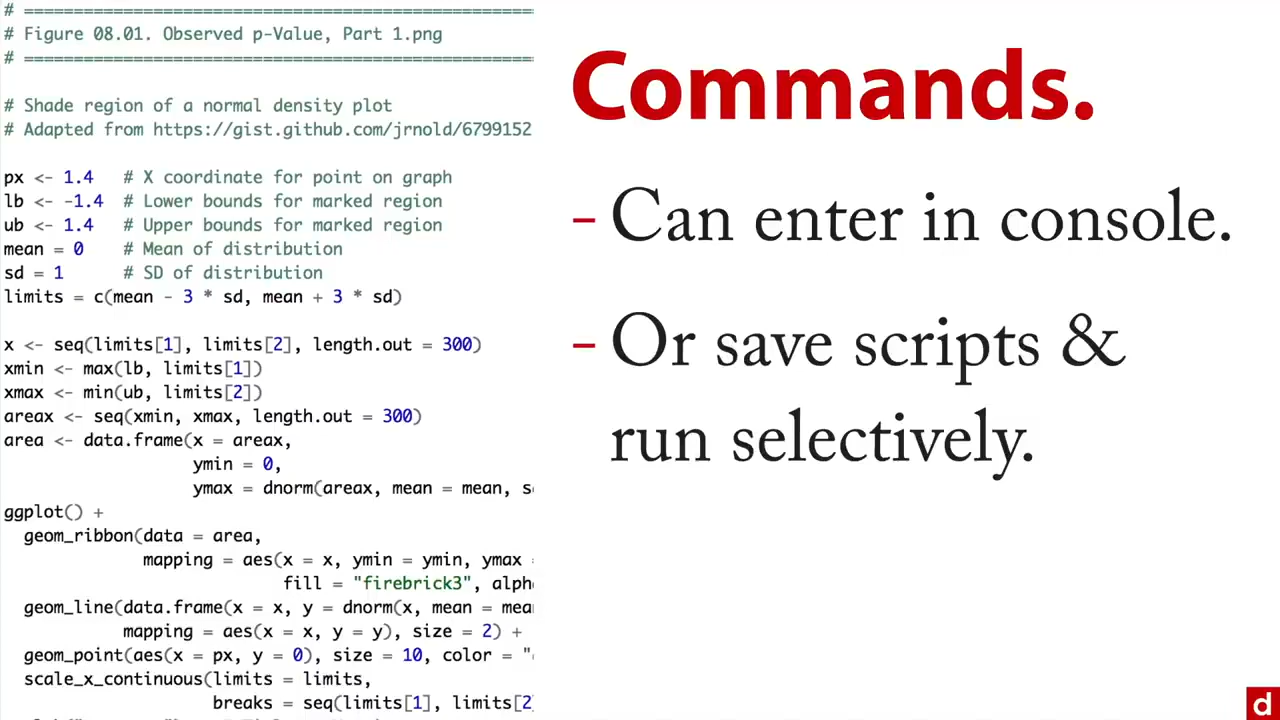 # ====================================================
# Figure 08.01. Observed p-Value, Part 1.png
# ====================================================
# Shade region of a normal density plot
# Adapted from https://gist.github.com/jrnold/6799152
px <- 1.4   # X coordinate for point on graph
lb <- -1.4  # Lower bounds for marked region
ub <- 1.4   # Upper bounds for marked region
mean = 0    # Mean of distribution
sd = 1      # SD of distribution
limits = c(mean - 3 * sd, mean + 3 * sd)
x <- seq(limits[1], limits[2], length.out = 300)
xmin <- max(lb, limits[1])
xmax <- min(ub, limits[2])
areax <- seq(xmin, xmax, length.out = 300)
area <- data.frame(x = areax,
                   ymin = 0,
                   ymax = dnorm(areax, mean = mean, s
ggplot() +
  geom_ribbon(data = area,
              mapping = aes(x = x, ymin = ymin, ymax =
                            fill = "firebrick3", alph
  geom_line(data.frame(x = x, y = dnorm(x, mean = mea
            mapping = aes(x = x, y = y), size = 2) +
  geom_point(aes(x = px, y = 0), size = 10, color = "
  scale_x_continuous(limits = limits,
                     breaks = seq(limits[1], limits[2
Commands.
– Can enter in console.
– Or save scripts &
run selectively.
d